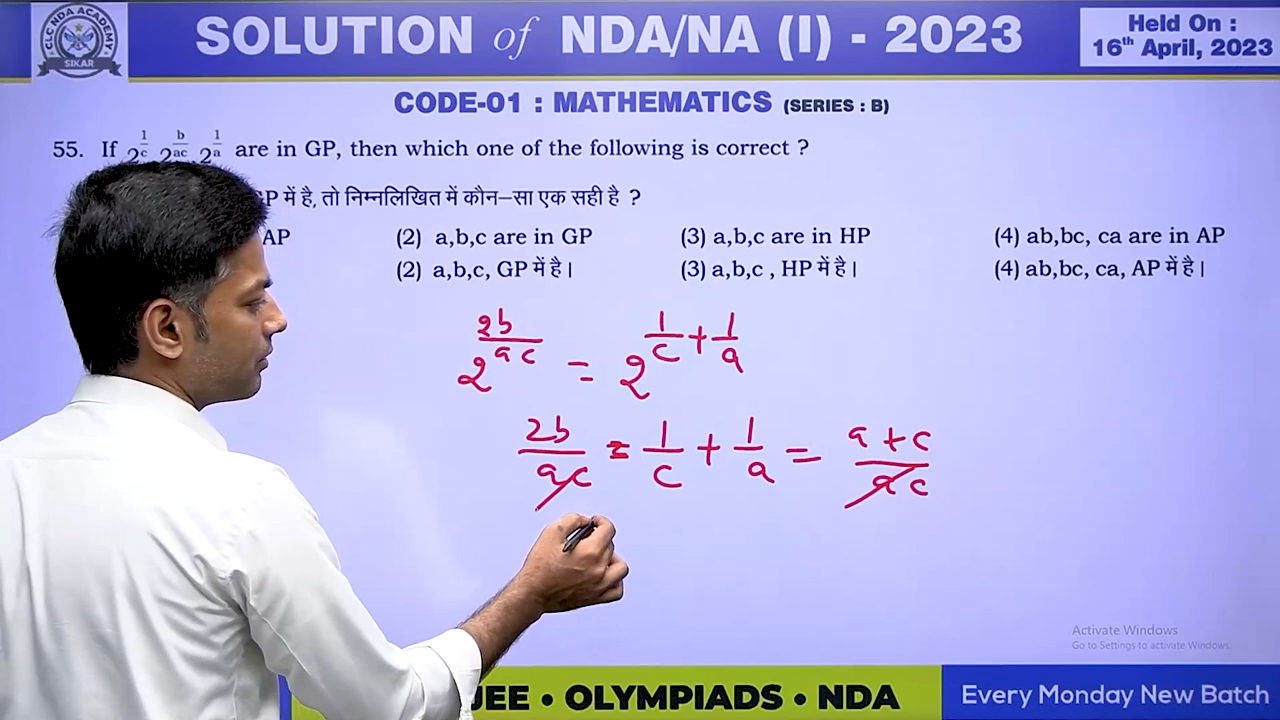 CLC NDA ACADEMY
SIKAR
SOLUTION of NDA/NA (I) - 2023
Held On :
16th April, 2023
CODE-01 : MATHEMATICS (SERIES : B)
55. If 2^(1/c) 2^(b/ac) 2^(1/a) are in GP, then which one of the following is correct ?
GP में है, तो निम्नलिखित में कौन–सा एक सही है ?
AP (2) a,b,c are in GP (3) a,b,c are in HP (4) ab,bc, ca are in AP
(2) a,b,c, GP में है। (3) a,b,c , HP में है। (4) ab,bc, ca, AP में है।
2^(2b/ac) = 2^(1/c + 1/a)
2b/ac = 1/c + 1/a = a+c/ac
Activate Windows
Go to Settings to activate Windows.
JEE • OLYMPIADS • NDA
Every Monday New Batch